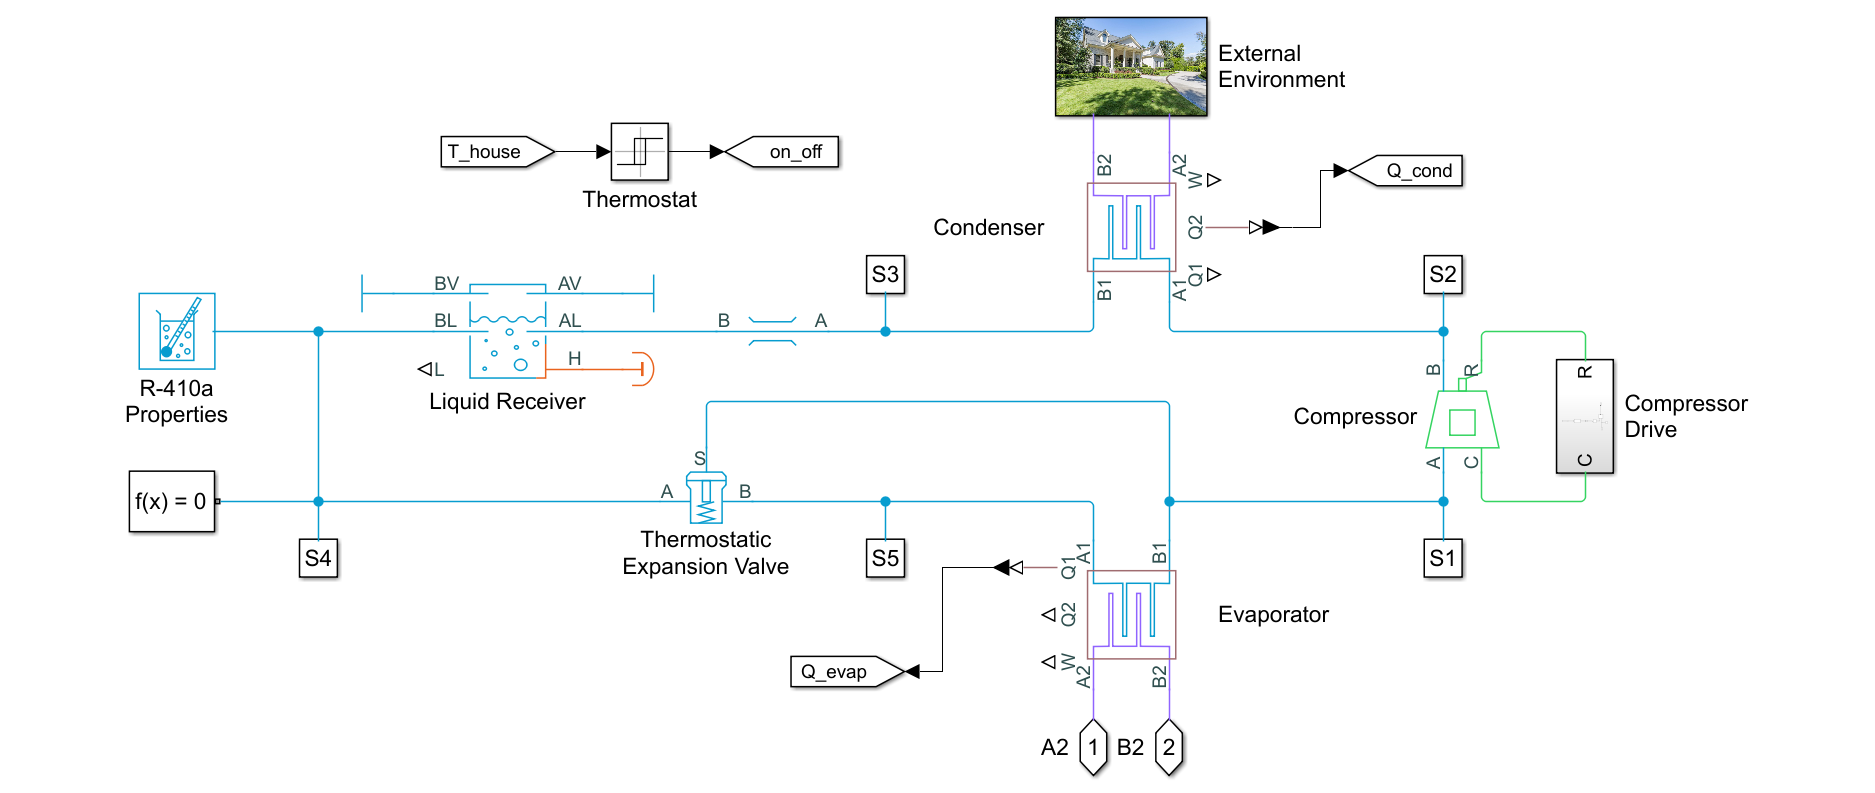 External
Environment
T_house
on_off
Thermostat
B2
A2
W
Q_cond
Condenser
Q2
Q1
B1
A1
S3
S2
BV
AV
BL
AL
B
A
L
H
R-410a
Properties
Liquid Receiver
B
R
R
Compressor
Compressor
Drive
A
C
C
S
f(x) = 0
A
B
Thermostatic
Expansion Valve
S4
S5
S1
Q1
A1
B1
Q2
Evaporator
W
A2
B2
Q_evap
A2
1
B2
2